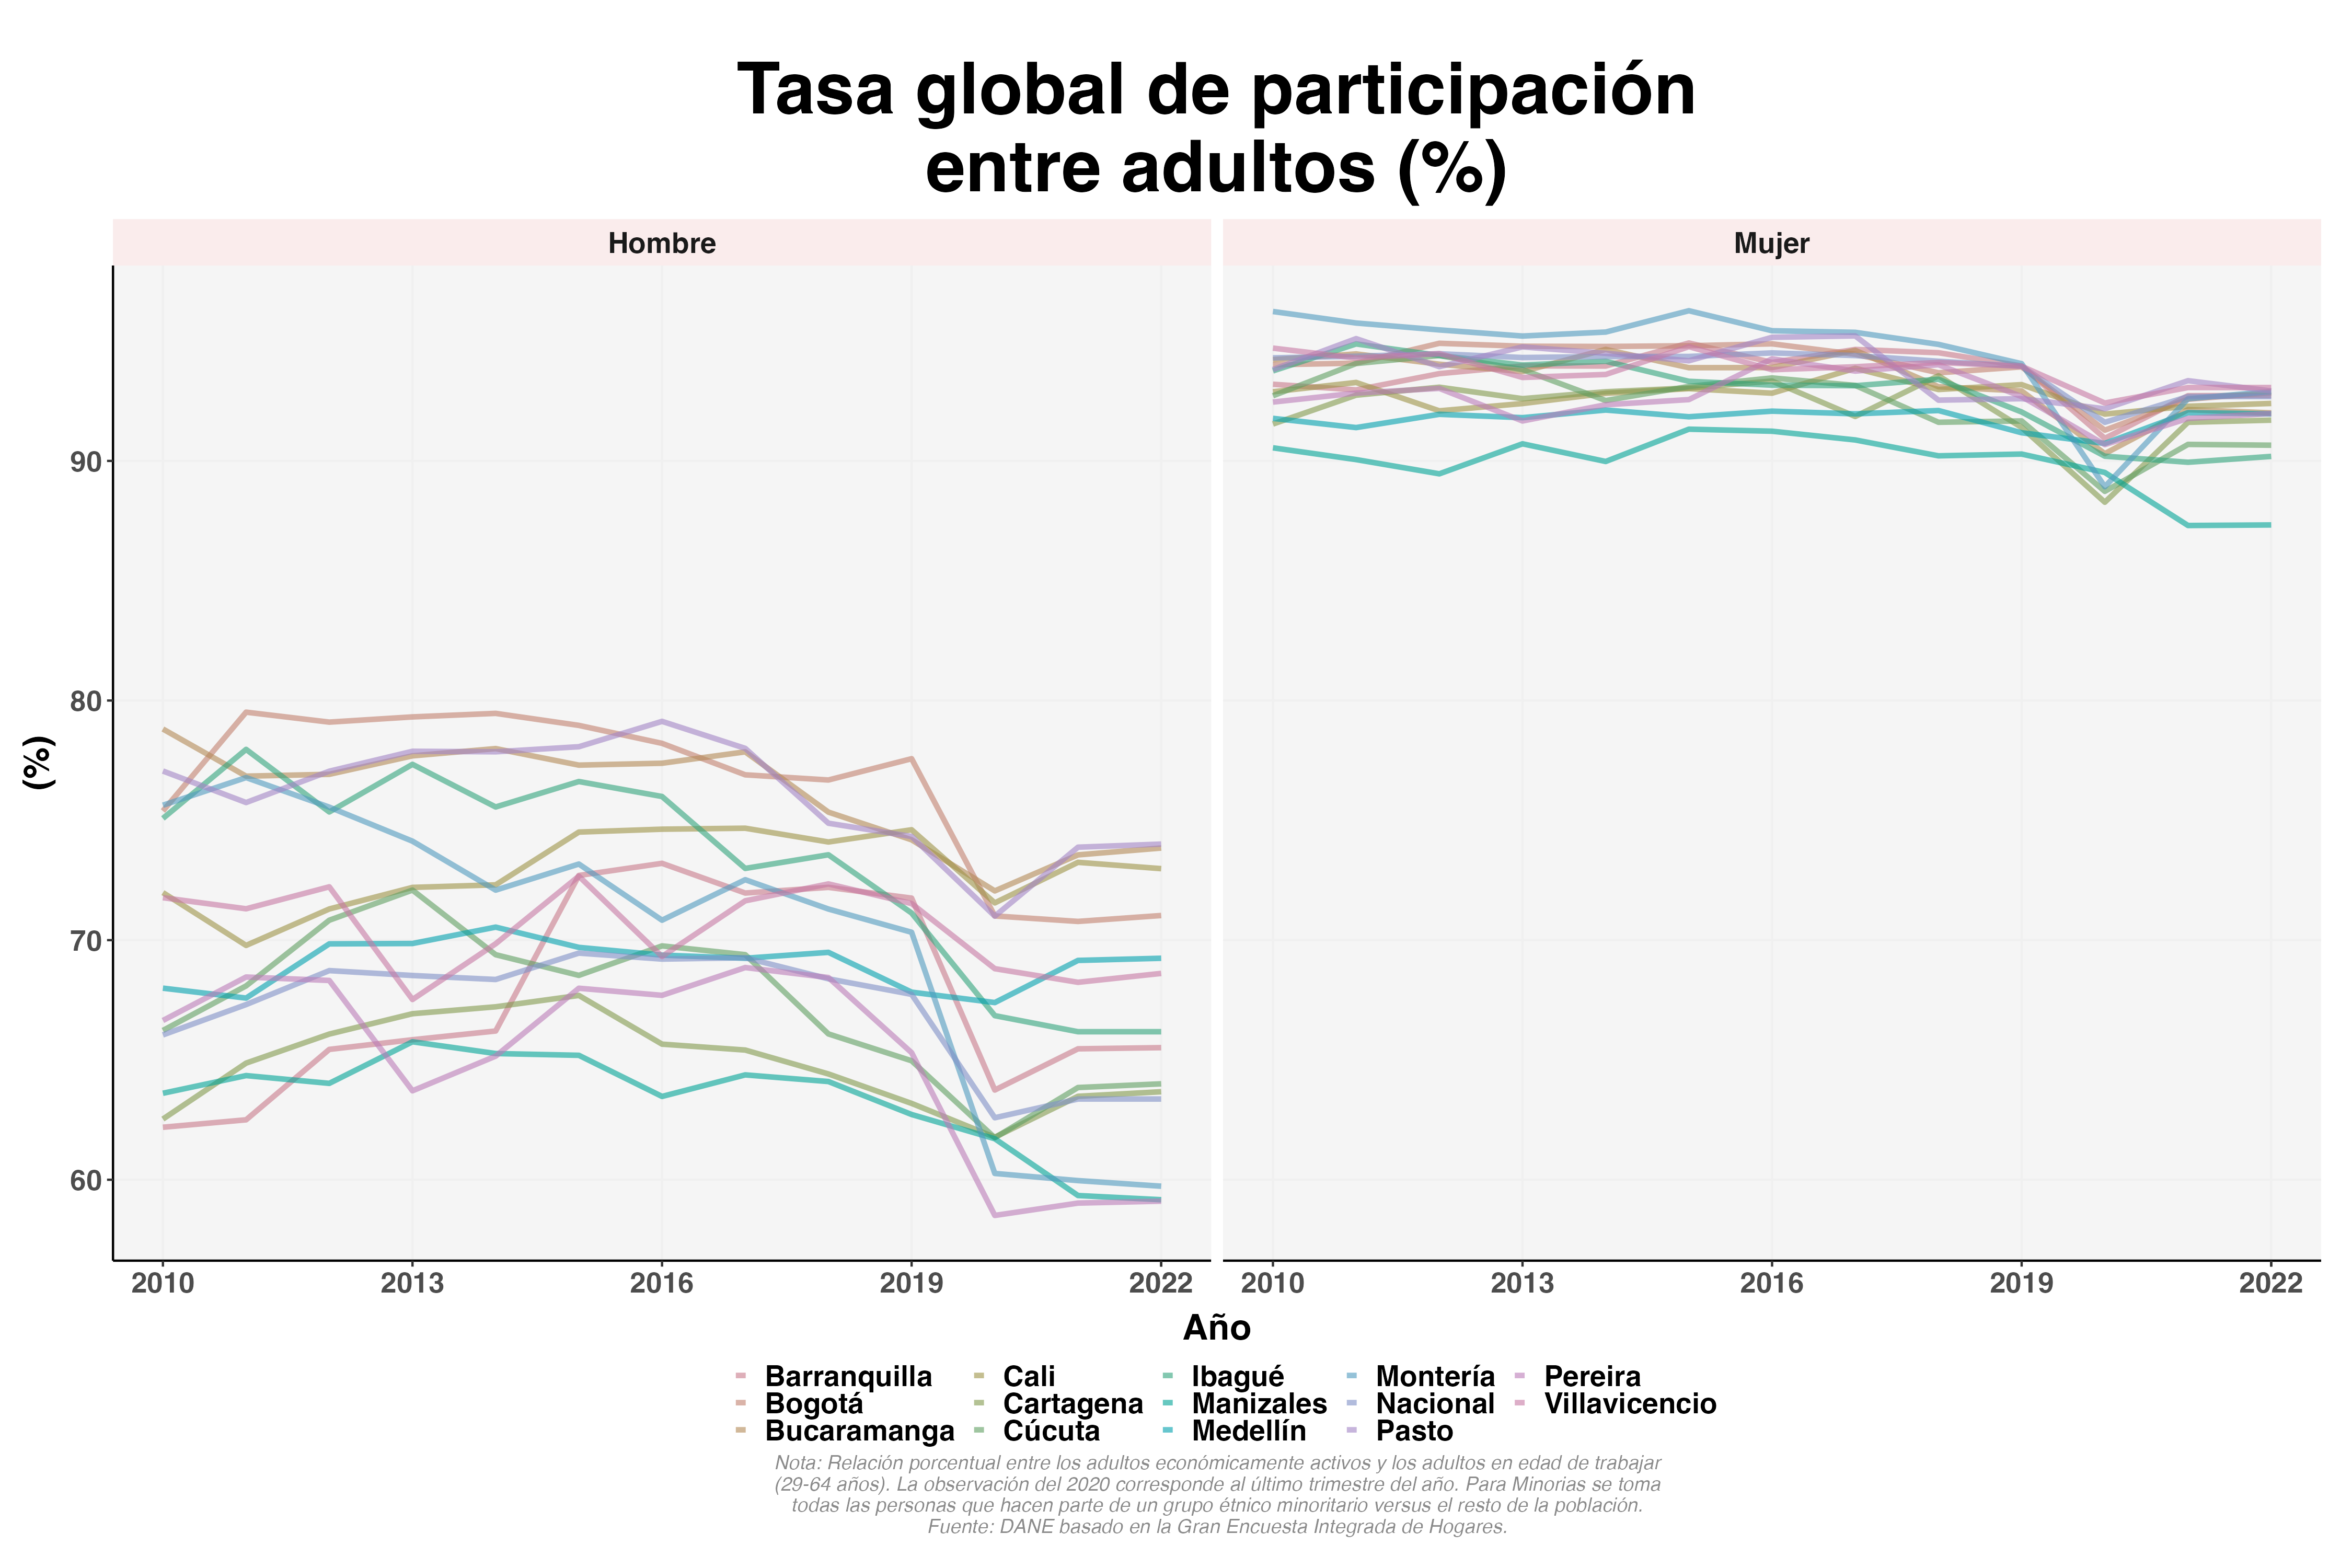 Tasa global de participación
entre adultos (%)
Hombre
Mujer
(%)
90
80
70
60
2010 2013 2016 2019 2022 2010 2013 2016 2019 2022
Año
Barranquilla Cali Ibagué Montería Pereira
Bogotá Cartagena Manizales Nacional Villavicencio
Bucaramanga Cúcuta Medellín Pasto
Nota: Relación porcentual entre los adultos económicamente activos y los adultos en edad de trabajar
(29-64 años). La observación del 2020 corresponde al último trimestre del año. Para Minorias se toma
todas las personas que hacen parte de un grupo étnico minoritario versus el resto de la población.
Fuente: DANE basado en la Gran Encuesta Integrada de Hogares.